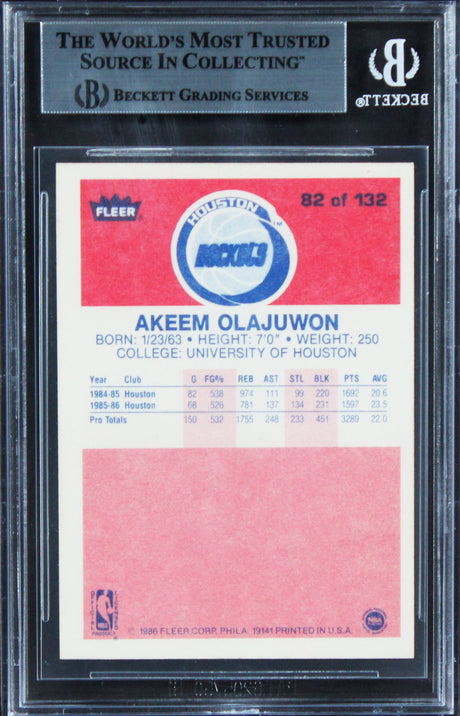 THE WORLD'S MOST TRUSTED
SOURCE IN COLLECTING™
B BECKETT GRADING SERVICES
B
BECKETT®
FLEER
HOUSTON
ROCKETS
TM
82 of 132
AKEEM OLAJUWON
BORN: 1/23/63 • HEIGHT: 7'0" • WEIGHT: 250
COLLEGE: UNIVERSITY OF HOUSTON
Year Club G FG% REB AST STL BLK PTS AVG
1984-85 Houston 82 538 974 111 99 220 1692 20.6
1985-86 Houston 68 526 781 137 134 231 1597 23.5
Pro Totals 150 532 1755 248 233 451 3289 22.0
OFFICIAL
NBA
PRODUCT
© 1986 FLEER CORP. PHILA. 19141 PRINTED IN U.S.A.